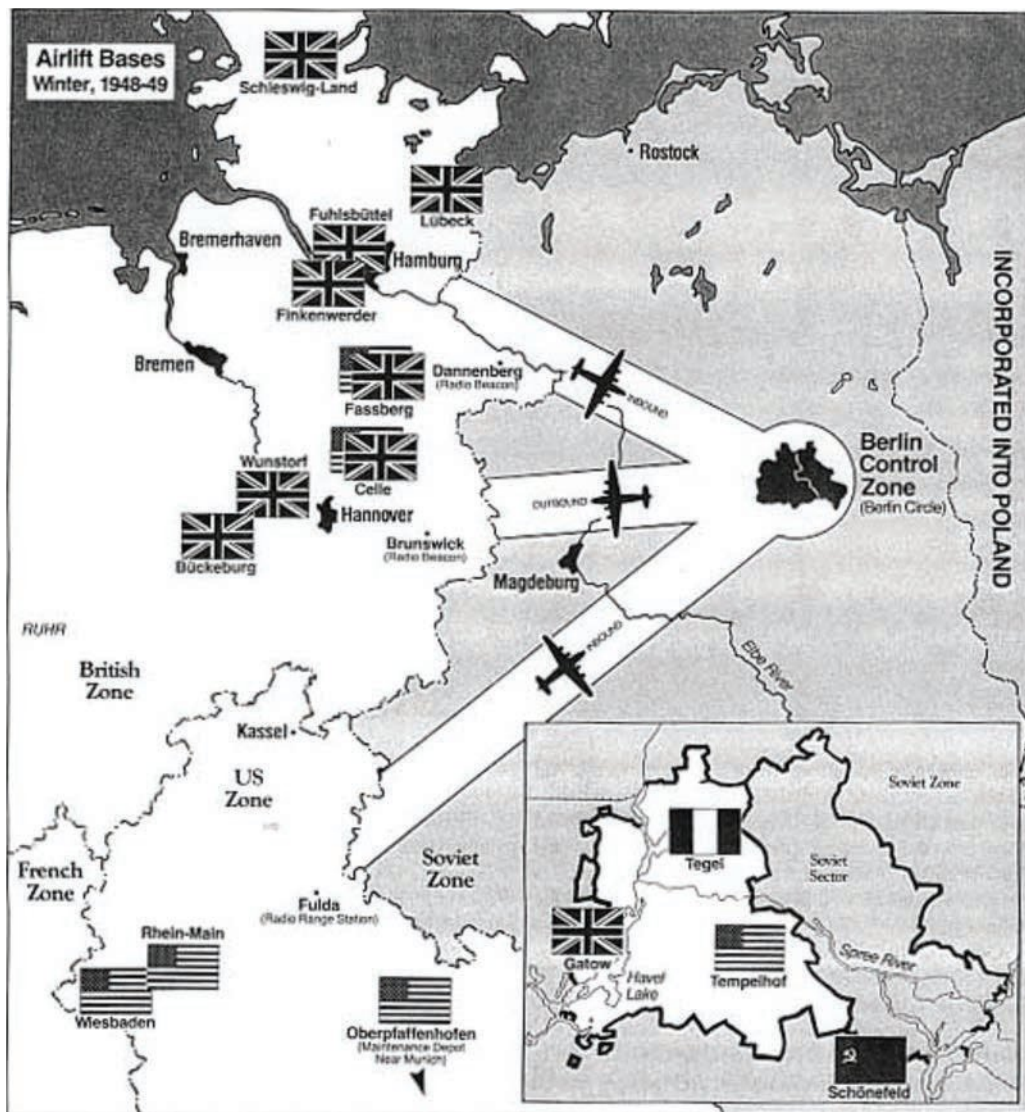 Airlift Bases
Winter, 1948-49
Schleswig-Land
Rostock
Lübeck
Fuhlsbüttel
Bremerhaven
Hamburg
Finkenwerder
Bremen
Dannenberg
(Radio Beacon)
INBOUND
Fassberg
INCORPORATED INTO POLAND
Berlin
Control
Zone
(Berlin Circle)
Wunstorf
Celle
OUTBOUND
Hannover
Brunswick
(Radio Beacon)
Bückeburg
Magdeburg
RUHR
INBOUND
Elbe River
British
Zone
Kassel
US
Zone
French
Zone
Soviet
Zone
Fulda
(Radio Range Station)
Rhein-Main
Wiesbaden
Oberpfaffenhofen
(Maintenance Depot
Near Munich)
Soviet Zone
Tegel
Soviet
Sector
Gatow
Havel
Lake
Tempelhof
Spree River
Schönefeld